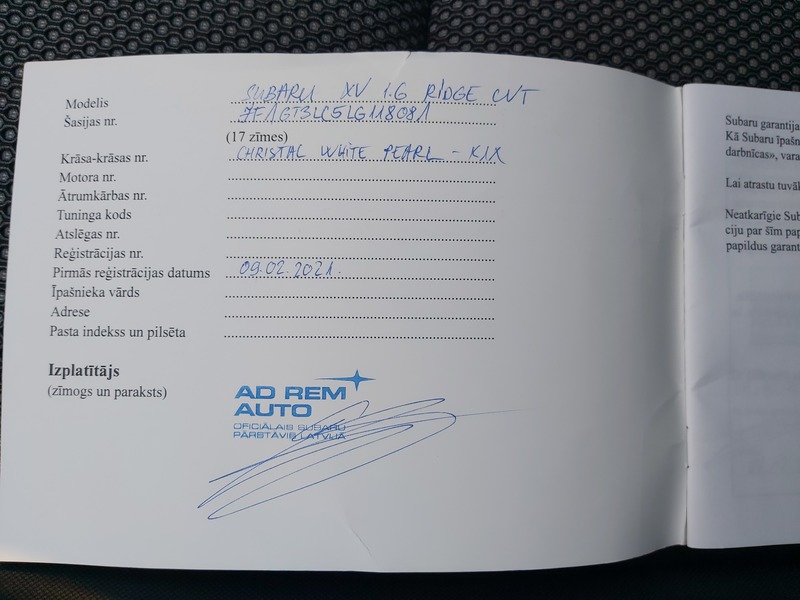 Modelis SUBARU XV 1.6 RIDGE CVT
Šasijas nr. JF1GT3LC5LG118081
(17 zīmes)
Krāsa-krāsas nr. CHRISTAL WHITE PEARL - K1X
Motora nr.
Ātrumkārbas nr.
Tuninga kods
Atslēgas nr.
Reģistrācijas nr.
Pirmās reģistrācijas datums 09.02.2021.
Īpašnieka vārds
Adrese
Pasta indekss un pilsēta
Izplatītājs
(zīmogs un paraksts)
AD REM
AUTO
OFICIĀLAIS SUBARU
PĀRSTĀVIS LATVIJĀ
Subaru garantija
Kā Subaru īpašn
darbnīcas», vara
Lai atrastu tuvāl
Neatkarīgie Sub
ciju par šīm pap
papildus garant